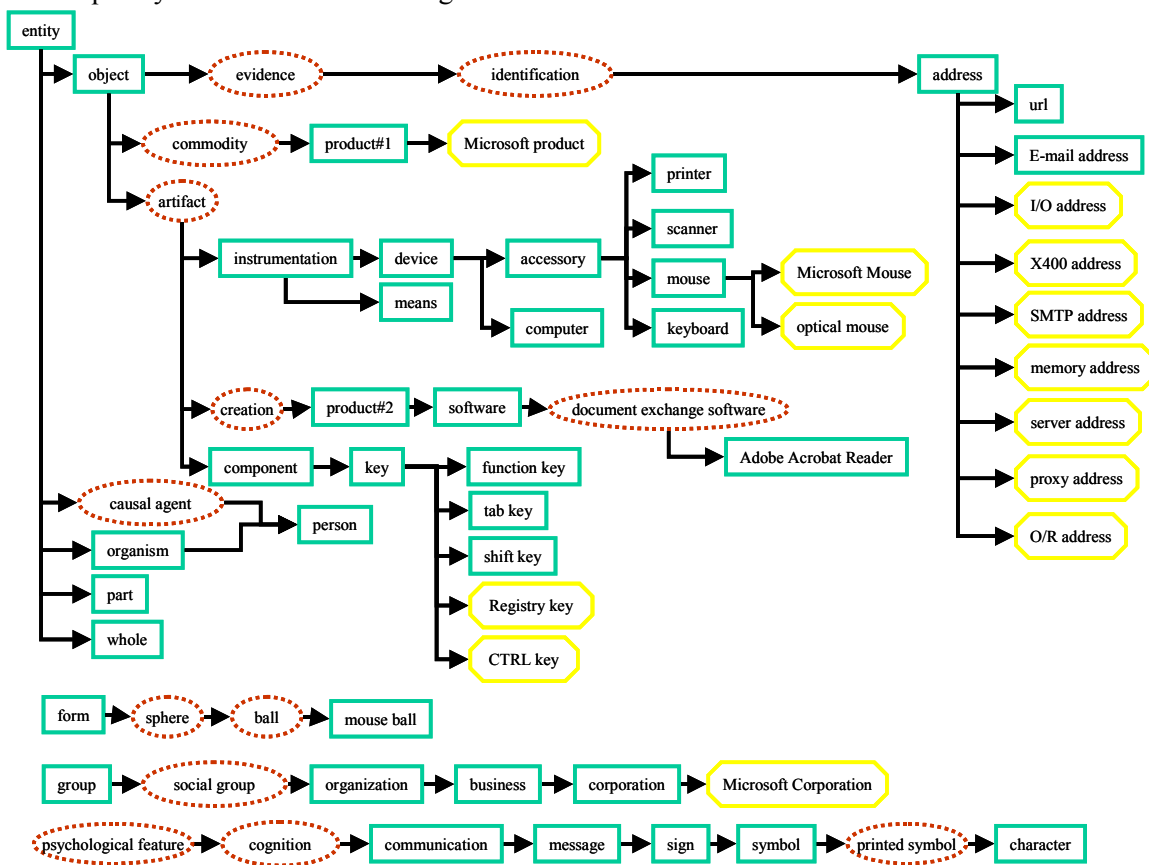 entity
object
evidence
identification
address
url
commodity
product#1
Microsoft product
E-mail address
printer
artifact
I/O address
scanner
instrumentation
device
accessory
X400 address
mouse
Microsoft Mouse
means
SMTP address
computer
keyboard
optical mouse
memory address
creation
product#2
software
document exchange software
server address
Adobe Acrobat Reader
component
key
function key
proxy address
causal agent
tab key
person
O/R address
organism
shift key
part
Registry key
whole
CTRL key
form
sphere
ball
mouse ball
group
social group
organization
business
corporation
Microsoft Corporation
psychological feature
cognition
communication
message
sign
symbol
printed symbol
character